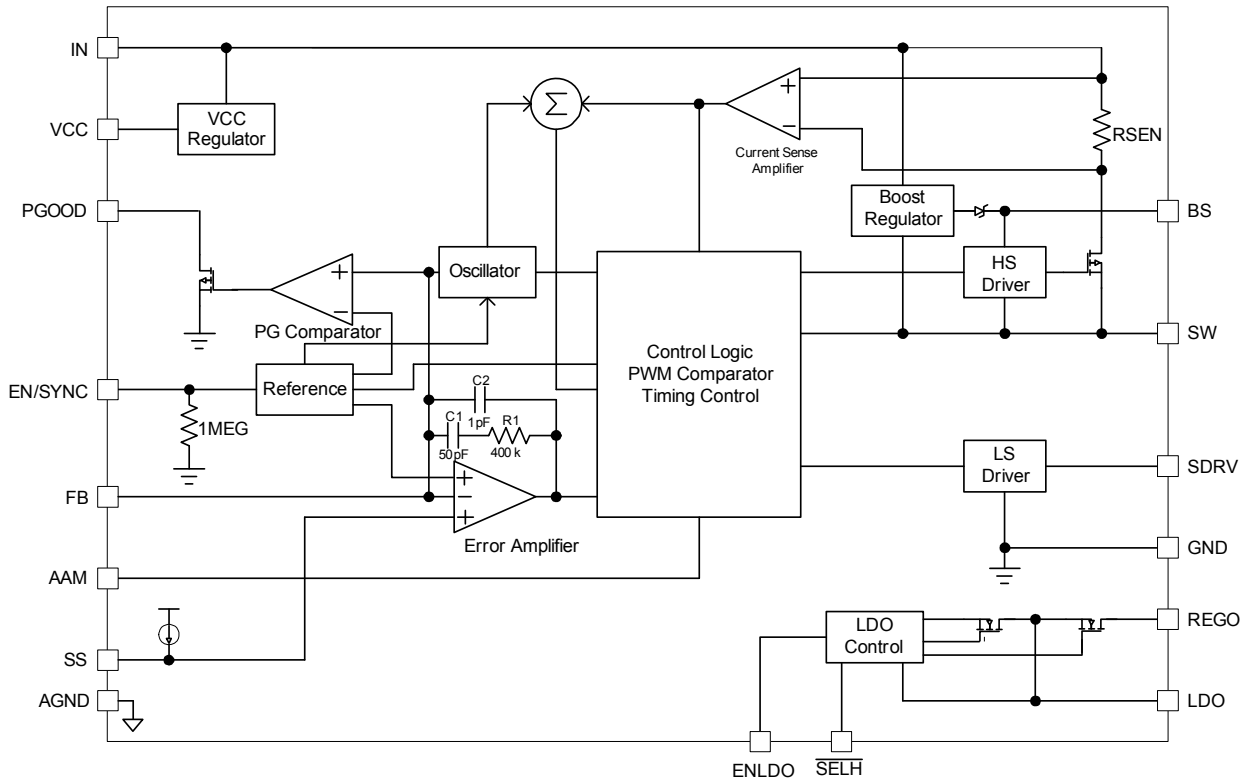 IN
VCC
VCC
Regulator
Σ
+
−
Current Sense
Amplifier
RSEN
PGOOD
Boost
Regulator
BS
+
−
PG Comparator
Oscillator
HS
Driver
SW
Control Logic
PWM Comparator
Timing Control
EN/SYNC
Reference
1MEG
C2
1pF
C1
50pF
R1
400 k
LS
Driver
SDRV
FB
+
−
+
Error Amplifier
GND
AAM
LDO
Control
REGO
SS
AGND
LDO
ENLDO
SELH